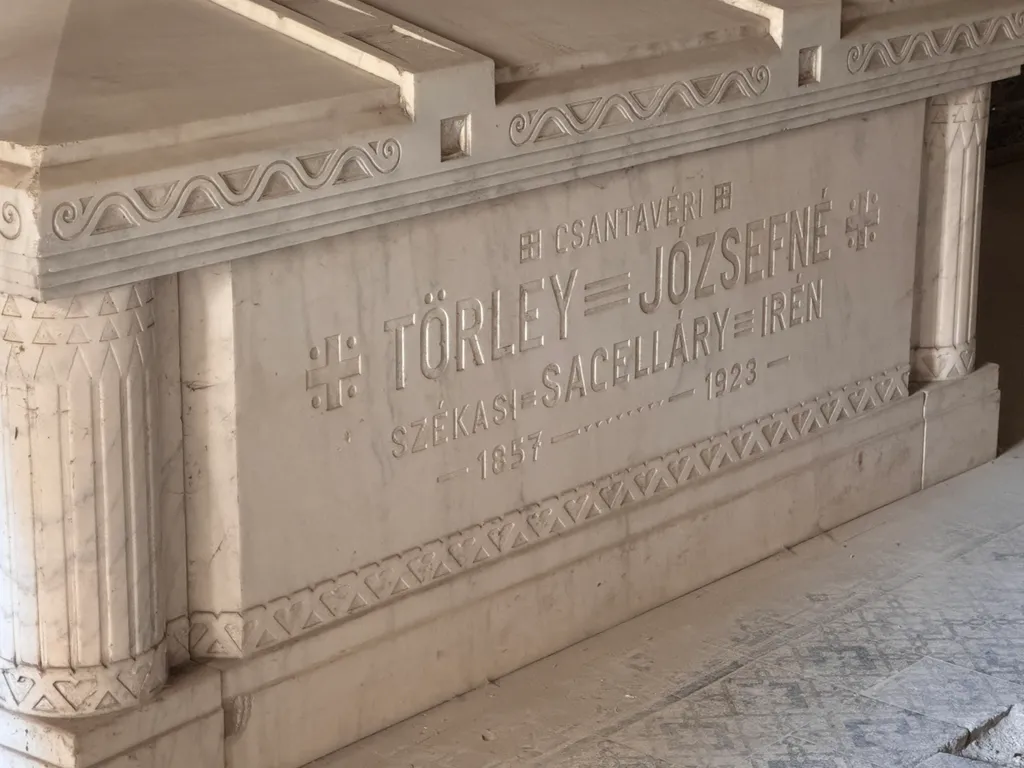 CSANTAVÉRI
TÖRLEY=JÓZSEFNÉ
SZÉKASI=SACELLÁRY=IRÉN
— 1857 —........— 1923 —